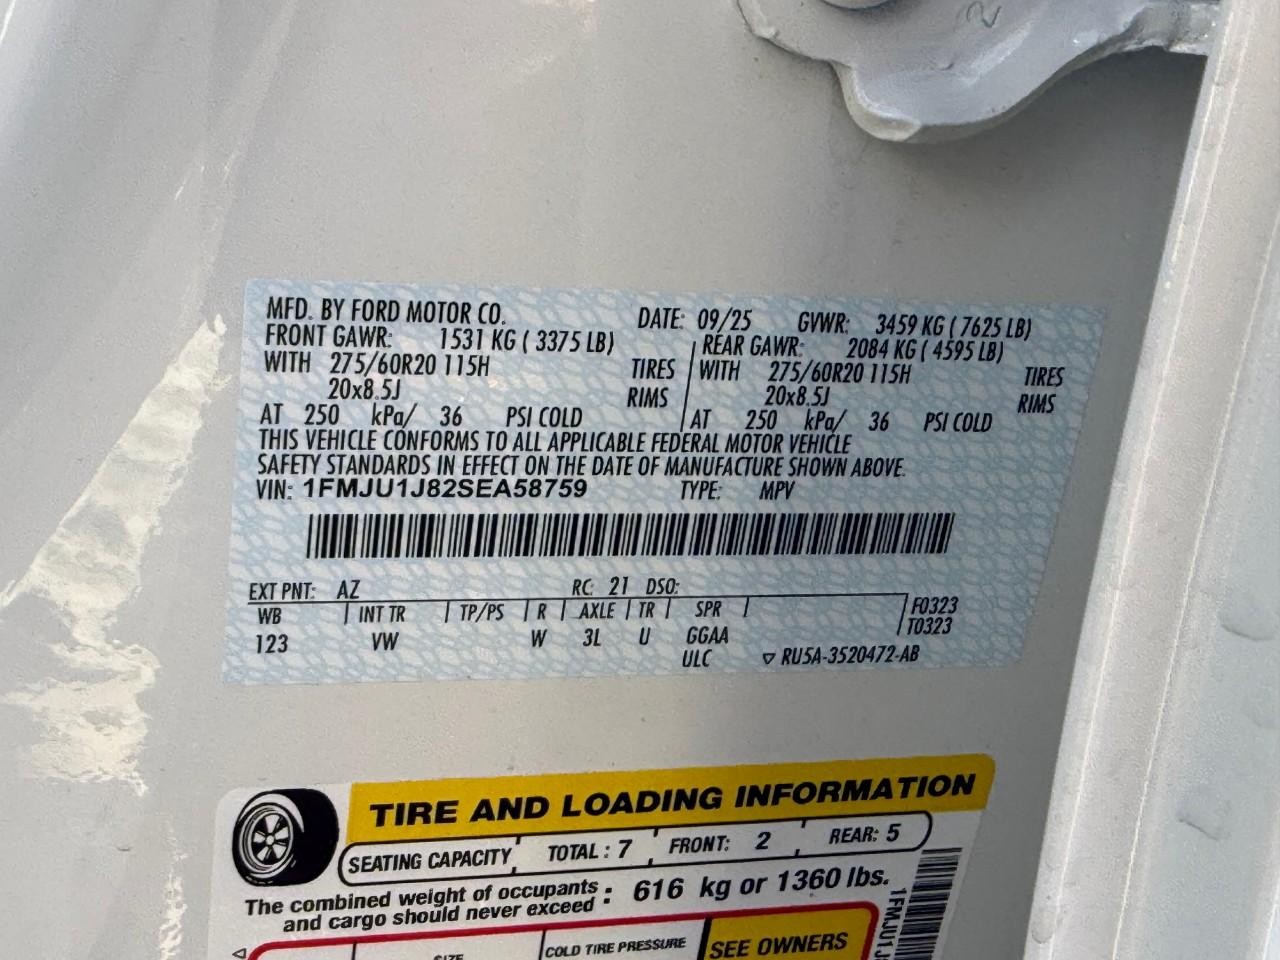 2
MFD. BY FORD MOTOR CO. DATE: 09/25 GVWR: 3459 KG ( 7625 LB)
FRONT GAWR: 1531 KG ( 3375 LB) REAR GAWR: 2084 KG ( 4595 LB)
WITH 275/60R20 115H TIRES WITH 275/60R20 115H TIRES
20x8.5J RIMS 20x8.5J RIMS
AT 250 kPa/ 36 PSI COLD AT 250 kPa/ 36 PSI COLD
THIS VEHICLE CONFORMS TO ALL APPLICABLE FEDERAL MOTOR VEHICLE
SAFETY STANDARDS IN EFFECT ON THE DATE OF MANUFACTURE SHOWN ABOVE.
VIN: 1FMJU1J82SEA58759 TYPE: MPV
EXT PNT: AZ RC: 21 DSO:
WB INT TR TP/PS R AXLE TR SPR F0323
T0323
123 VW W 3L U GGAA
ULC ▽ RU5A-3520472-AB
TIRE AND LOADING INFORMATION
SEATING CAPACITY TOTAL : 7 FRONT: 2 REAR: 5
The combined weight of occupants and cargo should never exceed : 616 kg or 1360 lbs.
SIZE COLD TIRE PRESSURE SEE OWNERS
1FMJU1J